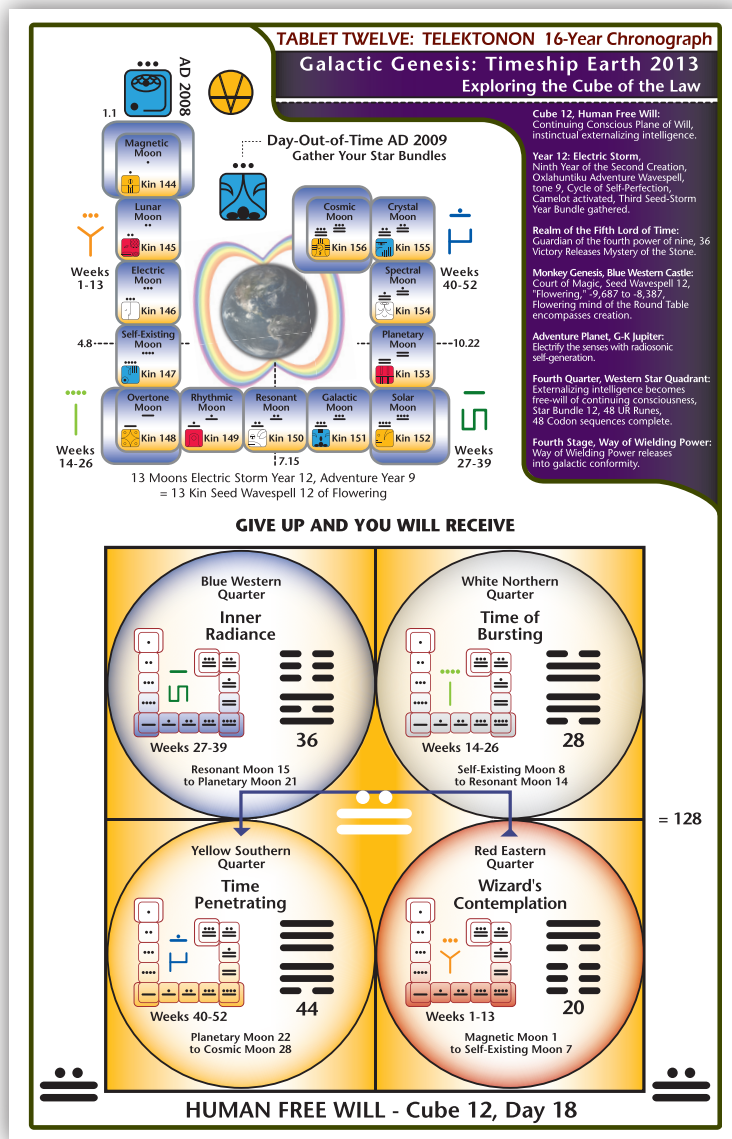 TABLET TWELVE: TELEKTONON 16-Year Chronograph
Galactic Genesis: Timeship Earth 2013
Exploring the Cube of the Law
AD 2008
1.1
Day-Out-of-Time AD 2009
Gather Your Star Bundles
Magnetic
Moon
Kin 144
Lunar
Moon
Kin 145
Electric
Moon
Kin 146
Self-Existing
Moon
Kin 147
Overtone
Moon
Kin 148
Rhythmic
Moon
Kin 149
Resonant
Moon
Kin 150
Galactic
Moon
Kin 151
Solar
Moon
Kin 152
Planetary
Moon
Kin 153
Spectral
Moon
Kin 154
Crystal
Moon
Kin 155
Cosmic
Moon
Kin 156
Weeks
1-13
Weeks
40-52
4.8
10.22
Weeks
14-26
Weeks
27-39
7.15
13 Moons Electric Storm Year 12, Adventure Year 9
= 13 Kin Seed Wavespell 12 of Flowering
Cube 12, Human Free Will:
Continuing Conscious Plane of Will,
instinctual externalizing intelligence.
Year 12: Electric Storm,
Ninth Year of the Second Creation,
Oxlahuntiku Adventure Wavespell,
tone 9, Cycle of Self-Perfection,
Camelot activated, Third Seed-Storm
Year Bundle gathered.
Realm of the Fifth Lord of Time:
Guardian of the fourth power of nine, 36
Victory Releases Mystery of the Stone.
Monkey Genesis, Blue Western Castle:
Court of Magic, Seed Wavespell 12,
"Flowering," -9,687 to -8,387,
Flowering mind of the Round Table
encompasses creation.
Adventure Planet, G-K Jupiter:
Electrify the senses with radiosonic
self-generation.
Fourth Quarter, Western Star Quadrant:
Externalizing intelligence becomes
free-will of continuing consciousness,
Star Bundle 12, 48 UR Runes,
48 Codon sequences complete.
Fourth Stage, Way of Wielding Power:
Way of Wielding Power releases
into galactic conformity.
GIVE UP AND YOU WILL RECEIVE
Blue Western
Quarter
Inner
Radiance
36
Weeks 27-39
Resonant Moon 15
to Planetary Moon 21
White Northern
Quarter
Time of
Bursting
28
Weeks 14-26
Self-Existing Moon 8
to Resonant Moon 14
= 128
Yellow Southern
Quarter
Time
Penetrating
44
Weeks 40-52
Planetary Moon 22
to Cosmic Moon 28
Red Eastern
Quarter
Wizard's
Contemplation
20
Weeks 1-13
Magnetic Moon 1
to Self-Existing Moon 7
HUMAN FREE WILL - Cube 12, Day 18